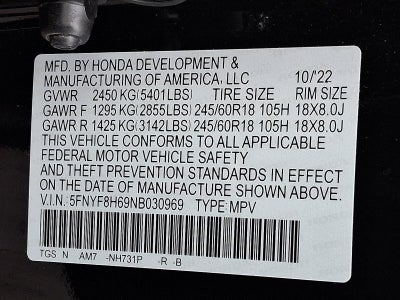 MFD. BY HONDA DEVELOPMENT &
MANUFACTURING OF AMERICA, LLC 10/22
GVWR 2450 KG(5401LBS) TIRE SIZE RIM SIZE
GAWR F 1295 KG(2855LBS) 245/60R18 105H 18X8.0J
GAWR R 1425 KG(3142LBS) 245/60R18 105H 18X8.0J
THIS VEHICLE CONFORMS TO ALL APPLICABLE
FEDERAL MOTOR VEHICLE SAFETY
AND THEFT PREVENTION STANDARDS IN EFFECT
ON THE DATE OF MANUFACTURE SHOWN ABOVE.
V.I.N.: 5FNYF8H69NB030969 TYPE: MPV
TGS N AM7 -NH731P -R -B